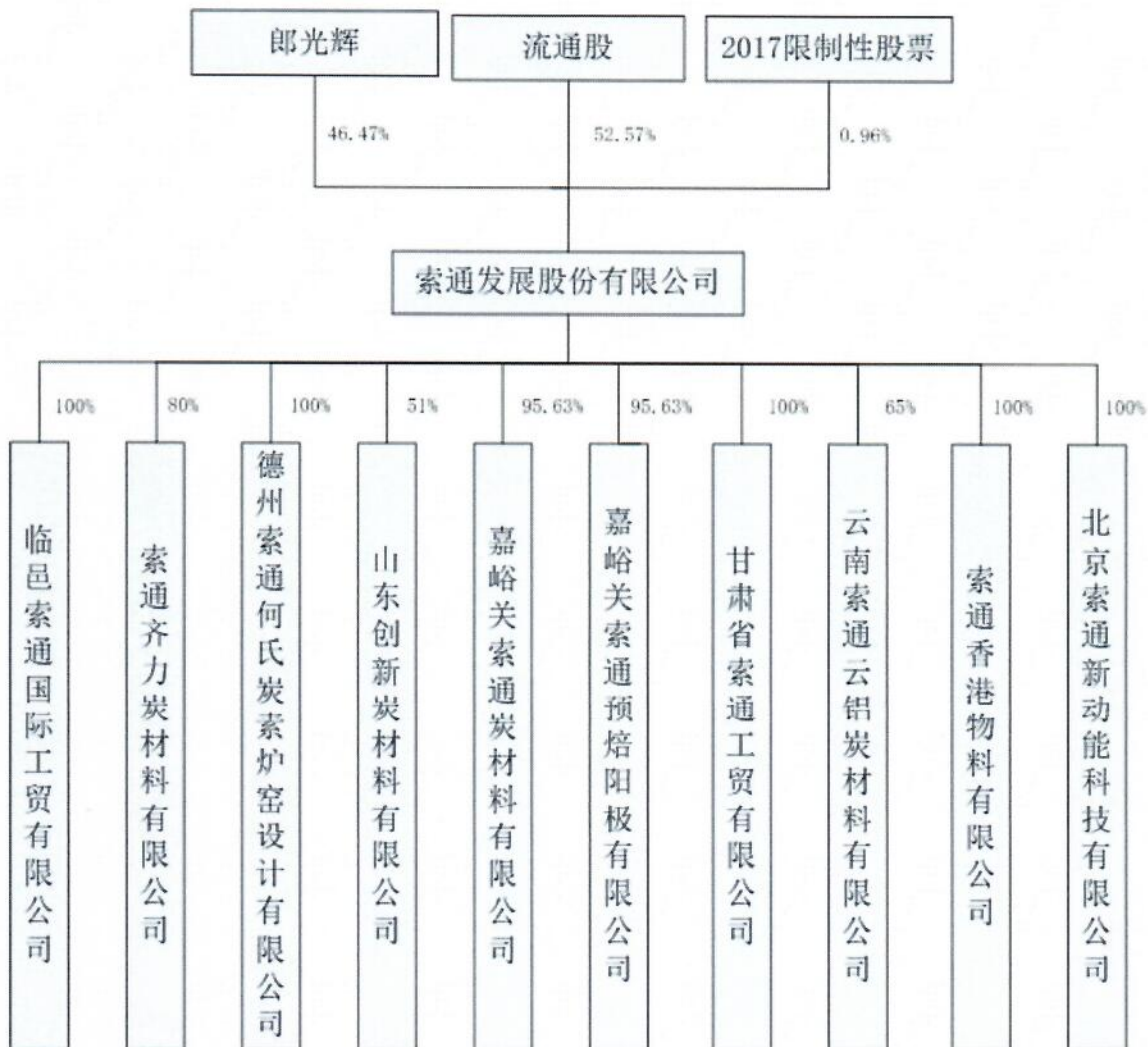 郎光辉
流通股
2017限制性股票
46.47%
52.57%
0.96%
索通发展股份有限公司
100%
80%
100%
51%
95.63%
95.63%
100%
65%
100%
100%
临邑索通国际工贸有限公司
索通齐力炭材料有限公司
德州索通何氏炭素炉窑设计有限公司
山东创新炭材料有限公司
嘉峪关索通炭材料有限公司
嘉峪关索通预焙阳极有限公司
甘肃省索通工贸有限公司
云南索通云铝炭材料有限公司
索通香港物料有限公司
北京索通新动能科技有限公司